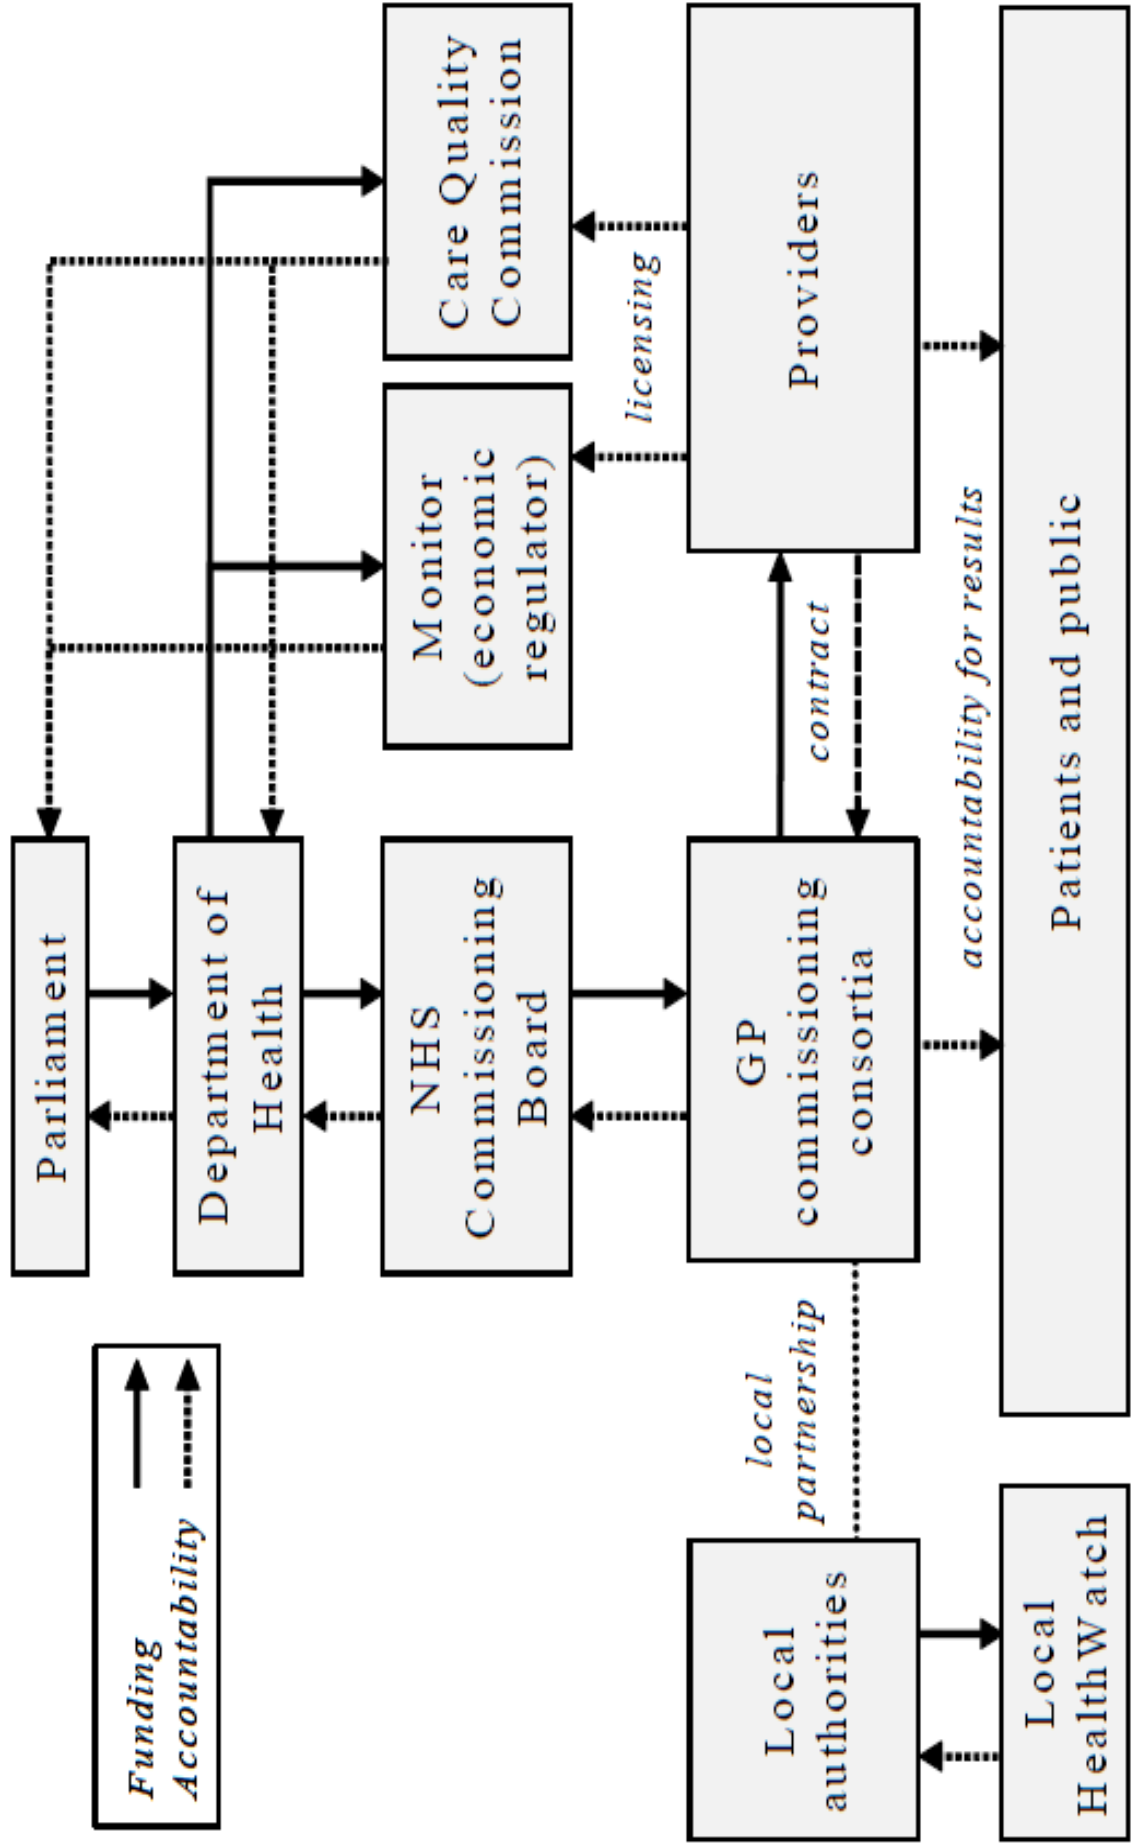 Funding
Accountability
Parliament
Department of
Health
NHS
Commissioning
Board
Monitor
(economic
regulator)
Care Quality
Commission
licensing
Local
authorities
local
partnership
GP
commissioning
consortia
contract
Providers
accountability for results
Local
HealthWatch
Patients and public